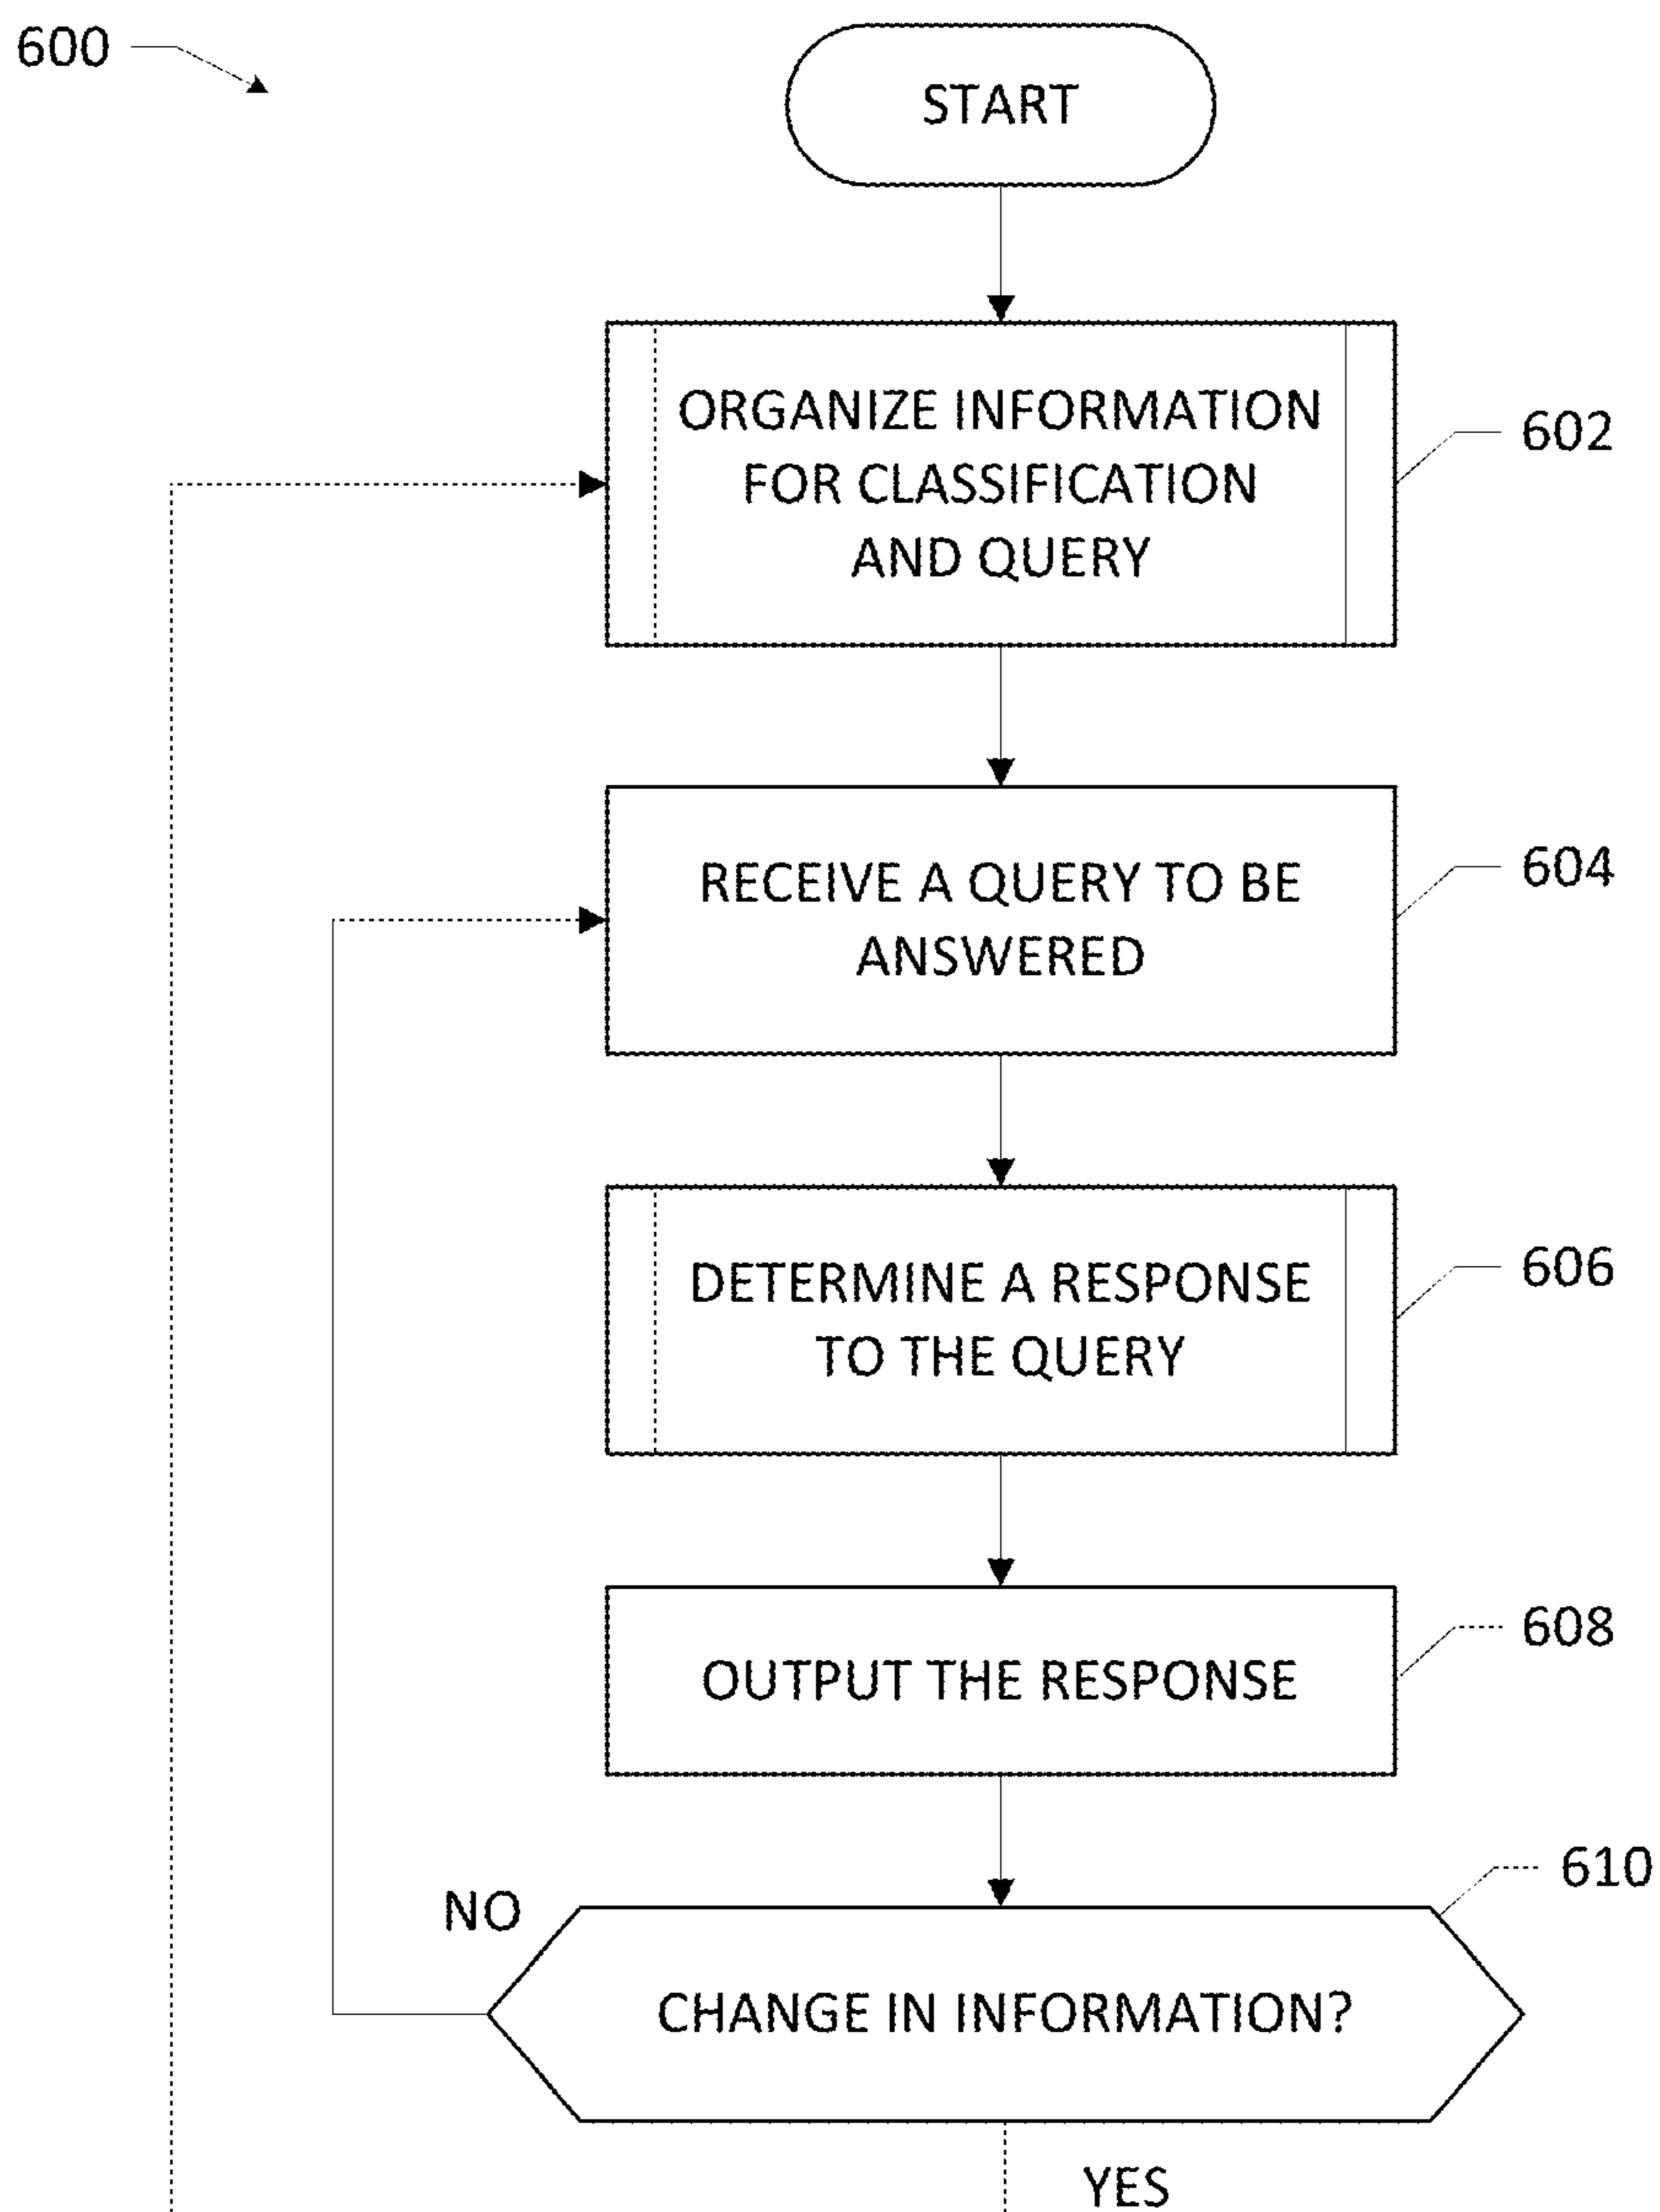 600
START
ORGANIZE INFORMATION
FOR CLASSIFICATION
AND QUERY
602
RECEIVE A QUERY TO BE
ANSWERED
604
DETERMINE A RESPONSE
TO THE QUERY
606
OUTPUT THE RESPONSE
608
610
NO
CHANGE IN INFORMATION?
YES